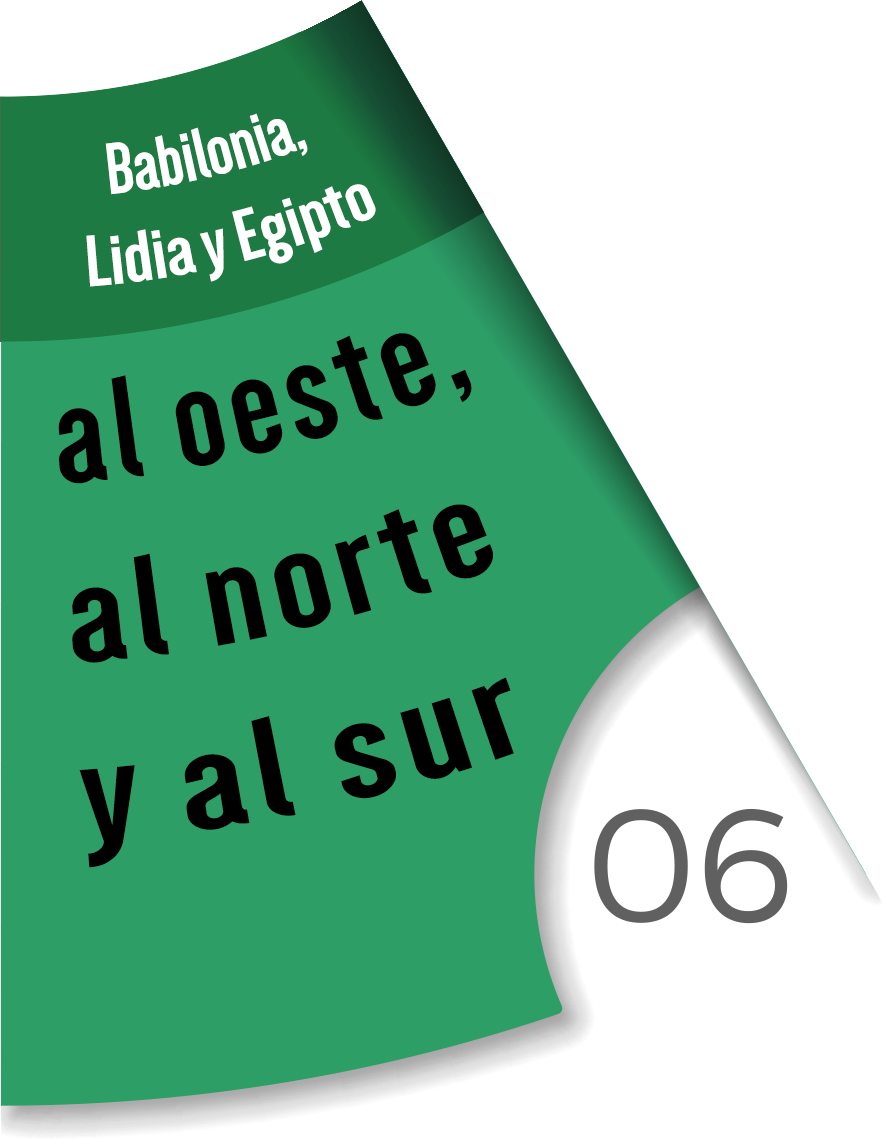 Babilonia,
Lidia y Egipto
al oeste,
al norte
y al sur
06